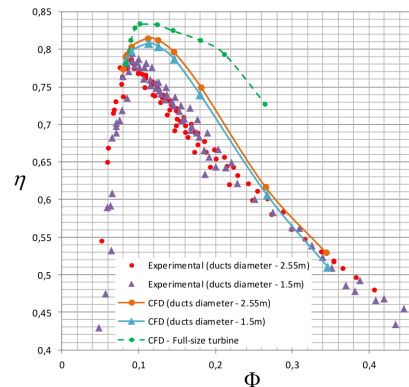 0,85
0,8
0,75
0,7
0,65
η
0,6
0,55
0,5
0,45
0,4
Experimental (ducts diameter - 2.55m)
Experimental (ducts diameter - 1.5m)
CFD (ducts diameter - 2.55m)
CFD (ducts diameter - 1.5m)
CFD - Full-size turbine
0 0,1 0,2 0,3 0,4
Φ